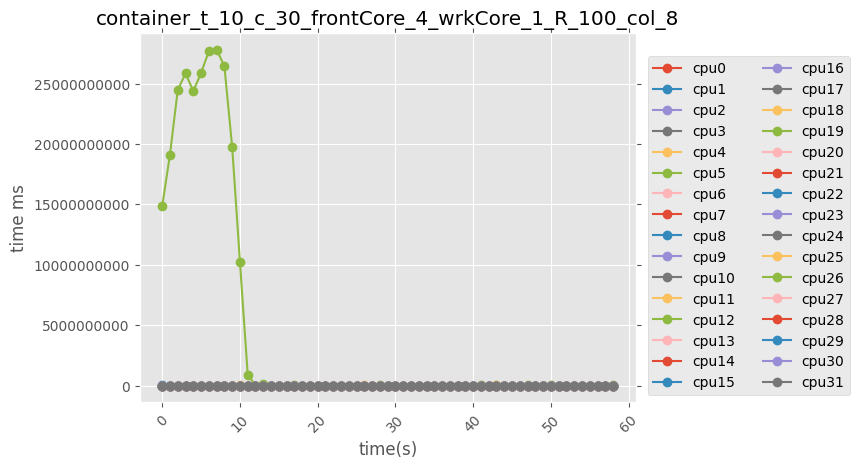 container_t_10_c_30_frontCore_4_wrkCore_1_R_100_col_8
time ms
25000000000
20000000000
15000000000
10000000000
5000000000
0
0
10
20
30
40
50
60
time(s)
cpu0
cpu1
cpu2
cpu3
cpu4
cpu5
cpu6
cpu7
cpu8
cpu9
cpu10
cpu11
cpu12
cpu13
cpu14
cpu15
cpu16
cpu17
cpu18
cpu19
cpu20
cpu21
cpu22
cpu23
cpu24
cpu25
cpu26
cpu27
cpu28
cpu29
cpu30
cpu31